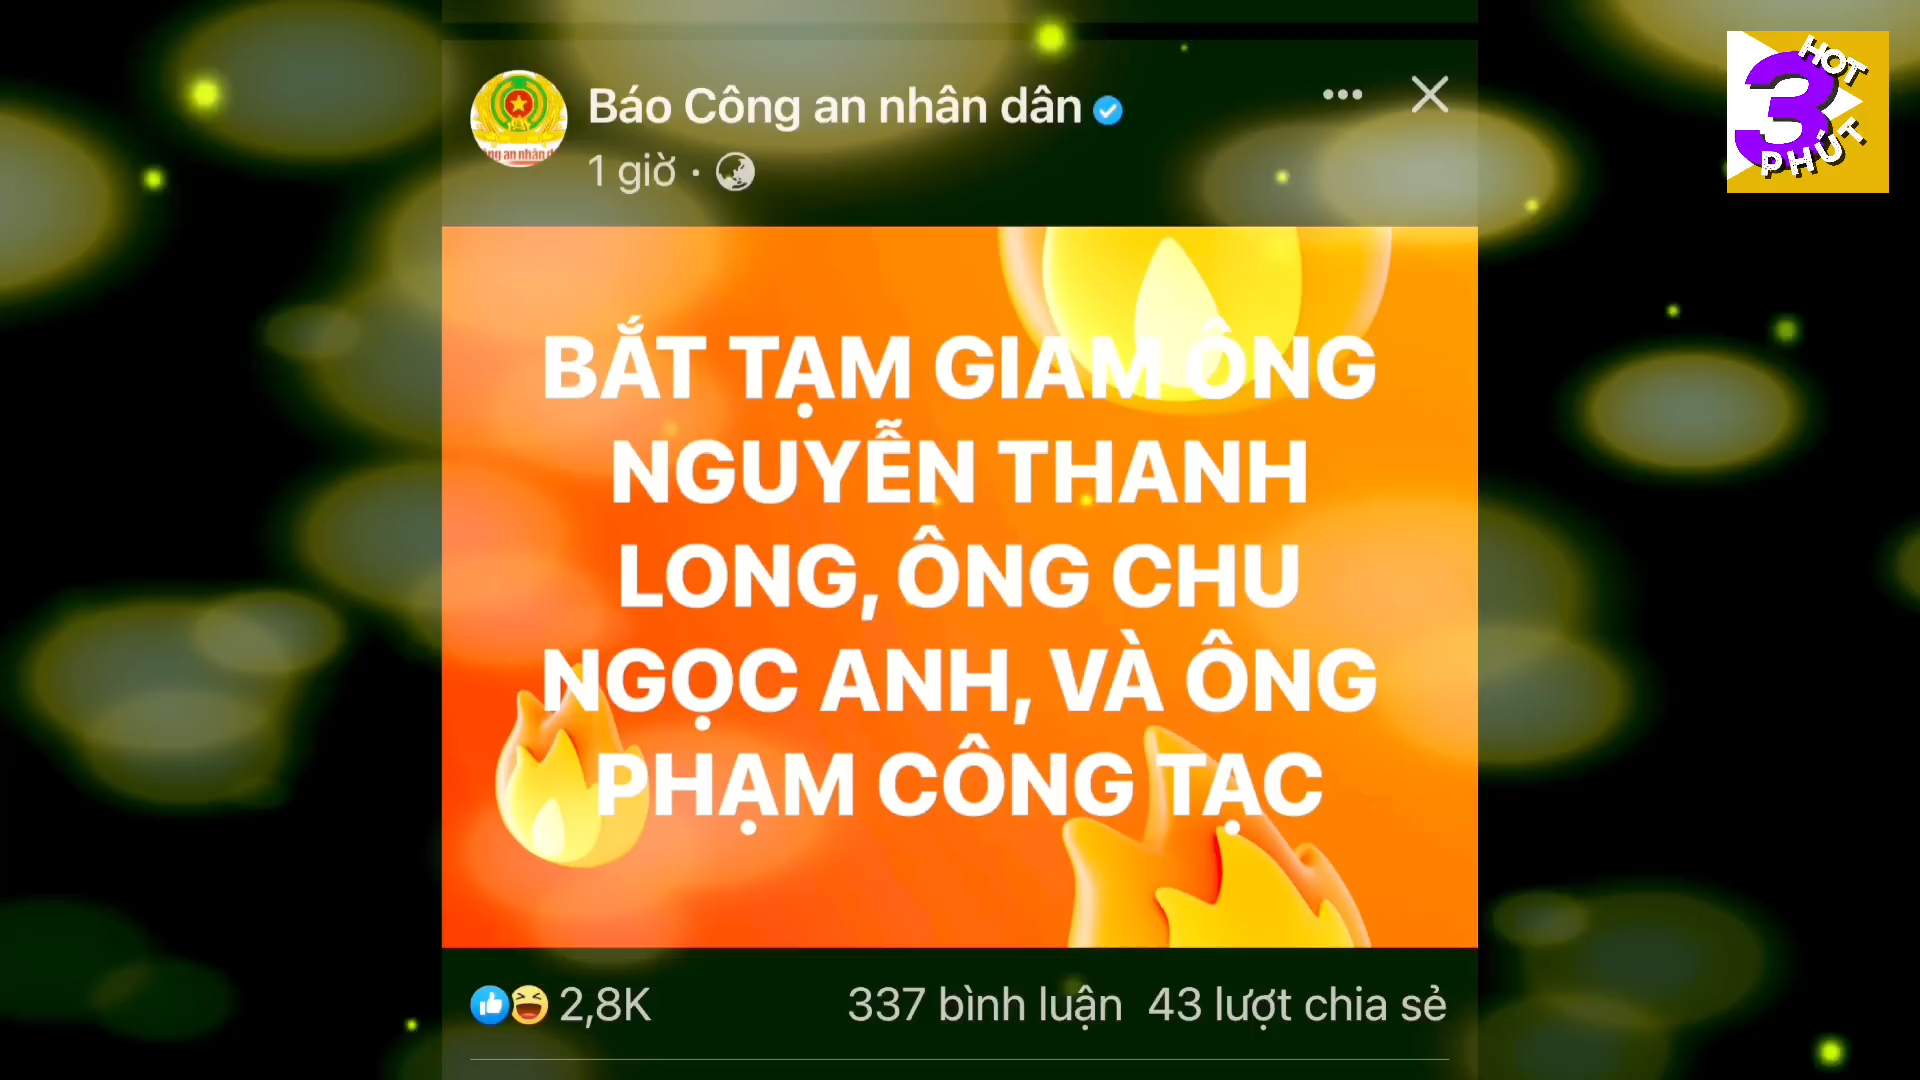 Báo Công an nhân dân
1 giờ ·
HOT
3
PHÚT
BẮT TẠM GIAM ÔNG
NGUYỄN THANH
LONG, ÔNG CHU
NGỌC ANH, VÀ ÔNG
PHẠM CÔNG TẠC
2,8K 337 bình luận 43 lượt chia sẻ